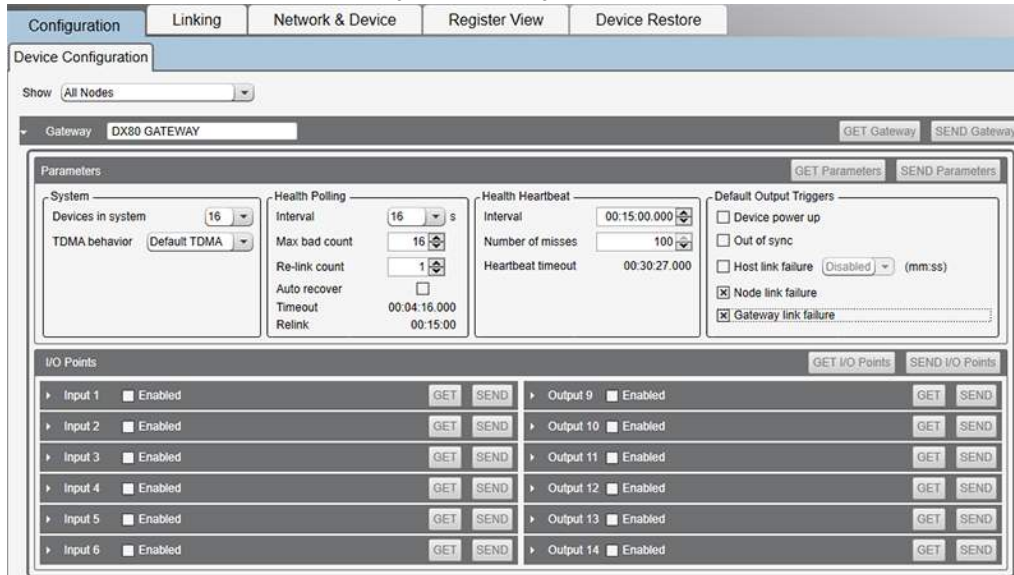 Configuration
Linking
Network & Device
Register View
Device Restore
Device Configuration
Show All Nodes
Gateway DX80 GATEWAY GET Gateway SEND Gateway
Parameters GET Parameters SEND Parameters
System
Devices in system 16
TDMA behavior Default TDMA
Health Polling
Interval 16 s
Max bad count 16
Re-link count 1
Auto recover
Timeout 00:04:16.000
Relink 00:15:00
Health Heartbeat
Interval 00:15:00.000
Number of misses 100
Heartbeat timeout 00:30:27.000
Default Output Triggers
Device power up
Out of sync
Host link failure Disabled (mm:ss)
Node link failure
Gateway link failure
I/O Points GET I/O Points SEND I/O Points
Input 1 Enabled GET SEND
Output 9 Enabled GET SEND
Input 2 Enabled GET SEND
Output 10 Enabled GET SEND
Input 3 Enabled GET SEND
Output 11 Enabled GET SEND
Input 4 Enabled GET SEND
Output 12 Enabled GET SEND
Input 5 Enabled GET SEND
Output 13 Enabled GET SEND
Input 6 Enabled GET SEND
Output 14 Enabled GET SEND